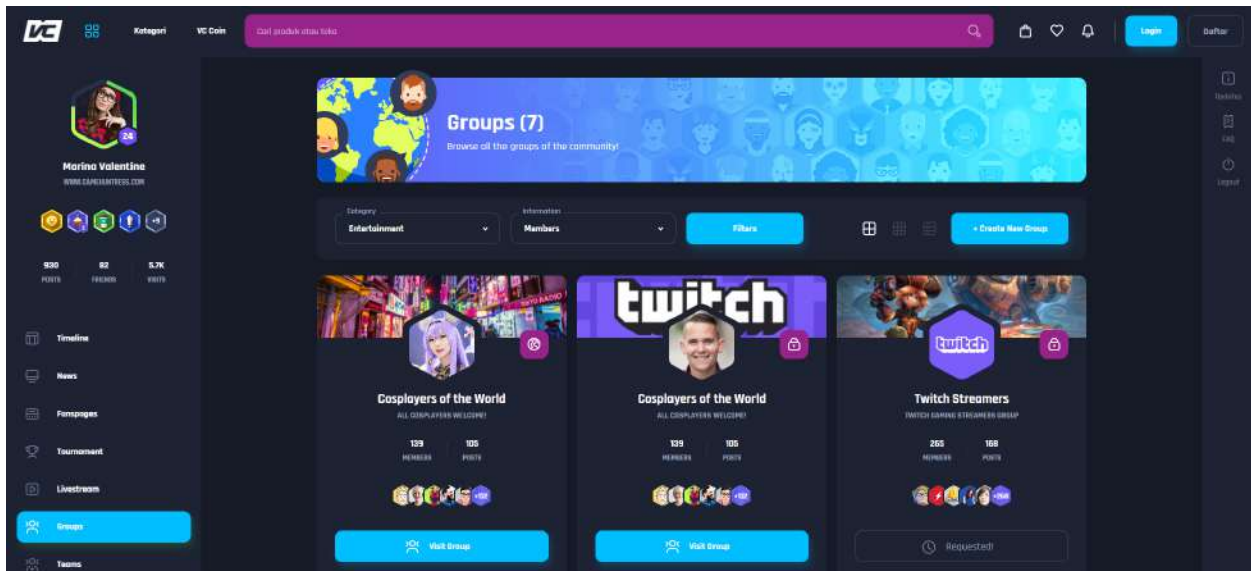 VC
Kategori
VC Coin
Cari produk atau toko
Login
Daftar
24
Marina Valentine
+9
930
82
5.7K
POSTS
FRIENDS
VISITS
Timeline
News
Fanspages
Tournament
Livestream
Groups
Teams
Groups (7)
Browse all the groups of the community!
Category
Entertainment
Information
Members
Filters
+ Create New Group
TOKYO RADIO
Cosplayers of the World
ALL COSPLAYERS WELCOME!
139
105
MEMBERS
POSTS
Visit Group
twitch
Cosplayers of the World
ALL COSPLAYERS WELCOME!
139
105
MEMBERS
POSTS
Visit Group
twitch
Twitch Streamers
TWITCH GAMING STREAMERS GROUP
265
168
MEMBERS
POSTS
Requested!
Updates
FAQ
Logout